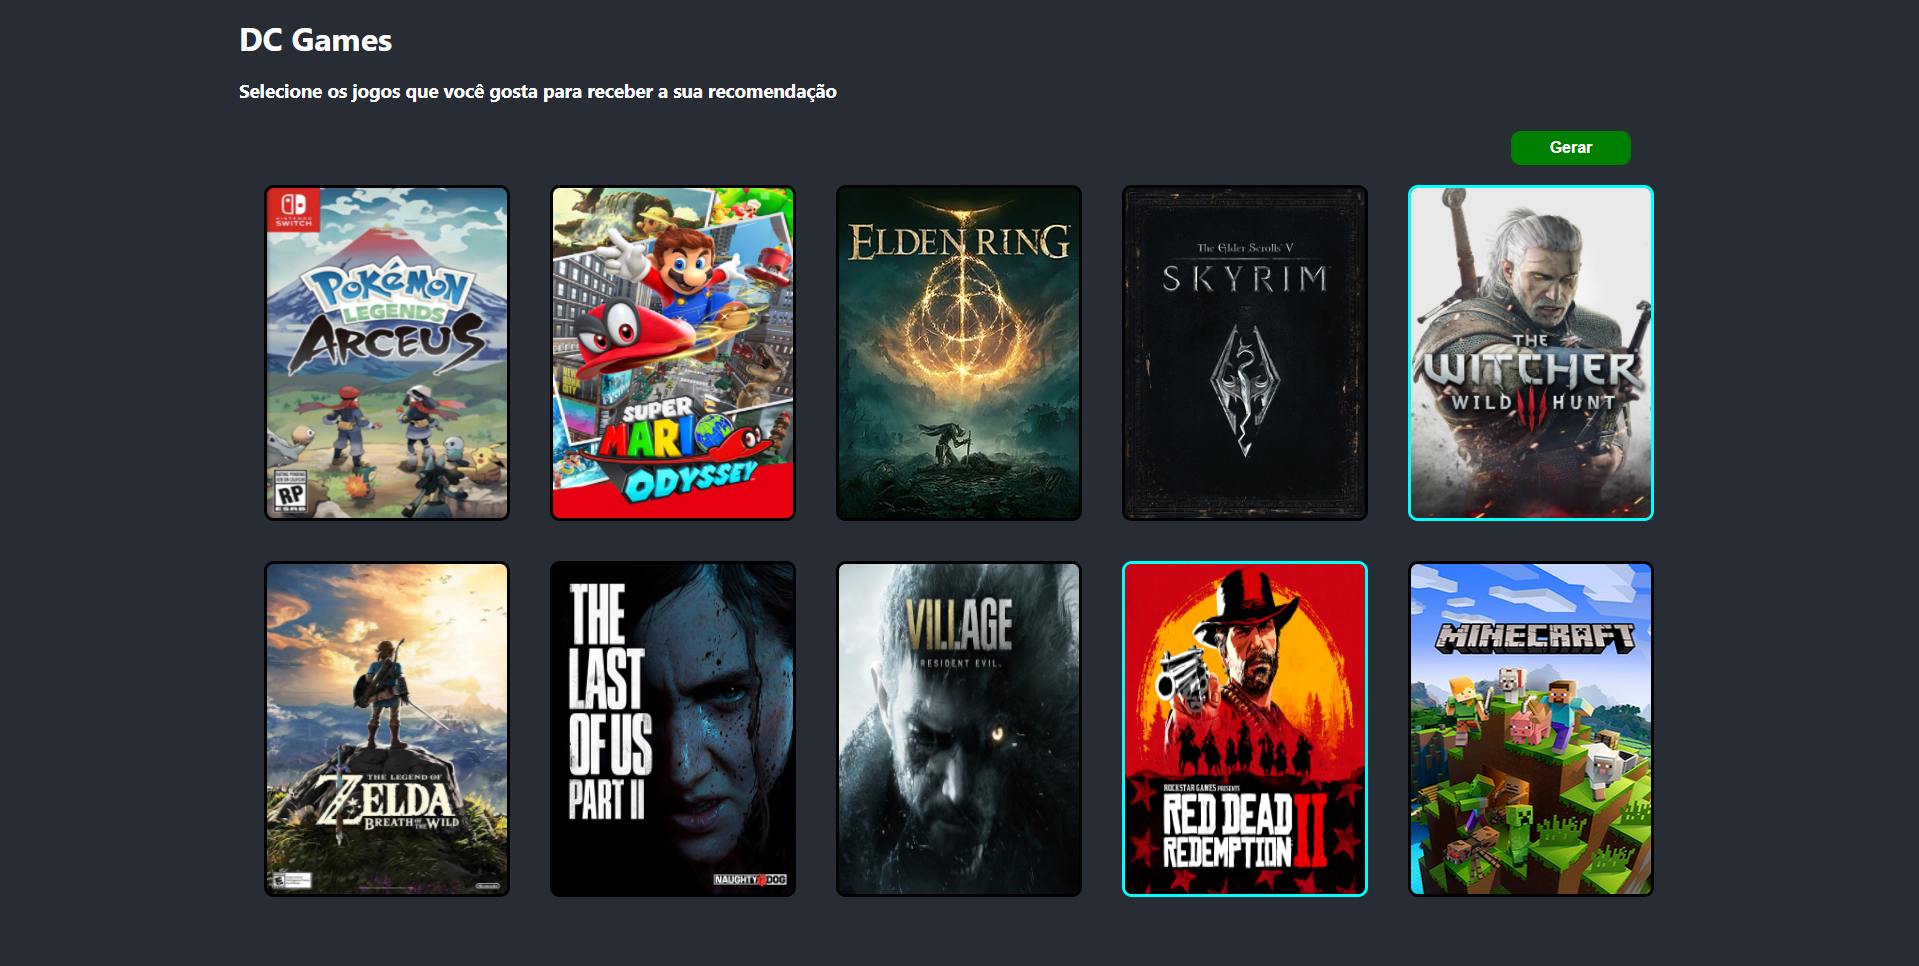 DC Games
Selecione os jogos que você gosta para receber a sua recomendação
Gerar
NINTENDO
SWITCH
POKÉMON
LEGENDS
ARCEUS
RP
ESRB
NEW
DONK
CITY
SUPER
MARIO
ODYSSEY
ELDEN RING
The Elder Scrolls V
SKYRIM
THE
WITCHER
WILD HUNT
THE LEGEND OF
ZELDA
BREATH OF THE WILD
E
THE
LAST
OF US
PART II
NAUGHTY DOG
VILLAGE
RESIDENT EVIL
ROCKSTAR GAMES PRESENTS
RED DEAD
REDEMPTION II
MINECRAFT